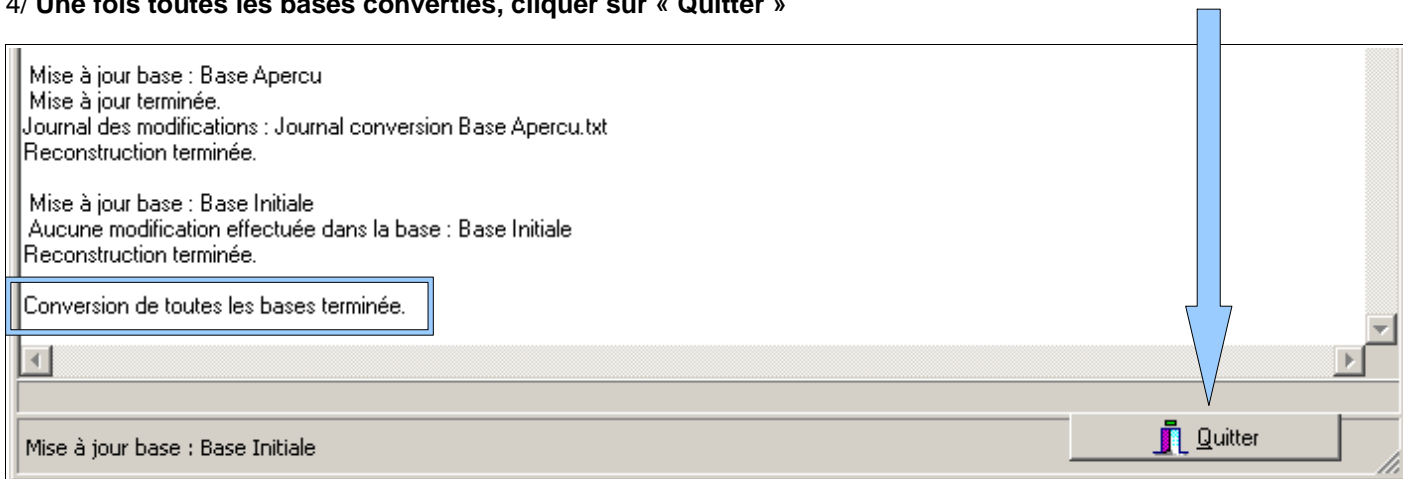 4/ Une fois toutes les bases converties, cliquer sur « Quitter »
Mise à jour base : Base Apercu
Mise à jour terminée.
Journal des modifications : Journal conversion Base Apercu.txt
Reconstruction terminée.
Mise à jour base : Base Initiale
Aucune modification effectuée dans la base : Base Initiale
Reconstruction terminée.
Conversion de toutes les bases terminée.
Quitter
Mise à jour base : Base Initiale